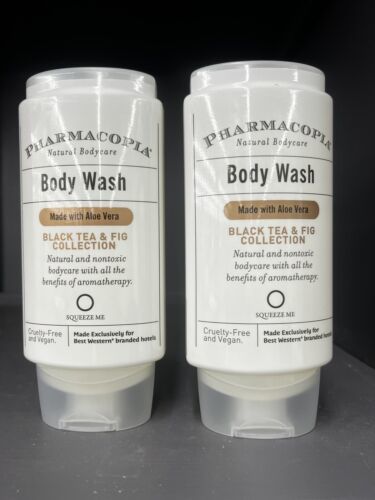 PHARMACOPIA®
Natural Bodycare
Body Wash
Made with Aloe Vera
BLACK TEA & FIG
COLLECTION
Natural and nontoxic
bodycare with all the
benefits of aromatherapy.
SQUEEZE ME
Cruelty-Free
and Vegan.
Made Exclusively for
Best Western® branded hotels
PHARMACOPIA
Natural Bodycare
Body Wash
Made with Aloe Vera
BLACK TEA & FIG
COLLECTION
Natural and nontoxic
bodycare with all the
benefits of aromatherapy.
SQUEEZE ME
Cruelty-Free
and Vegan.
Made Exclusively for
Best Western® branded hotels